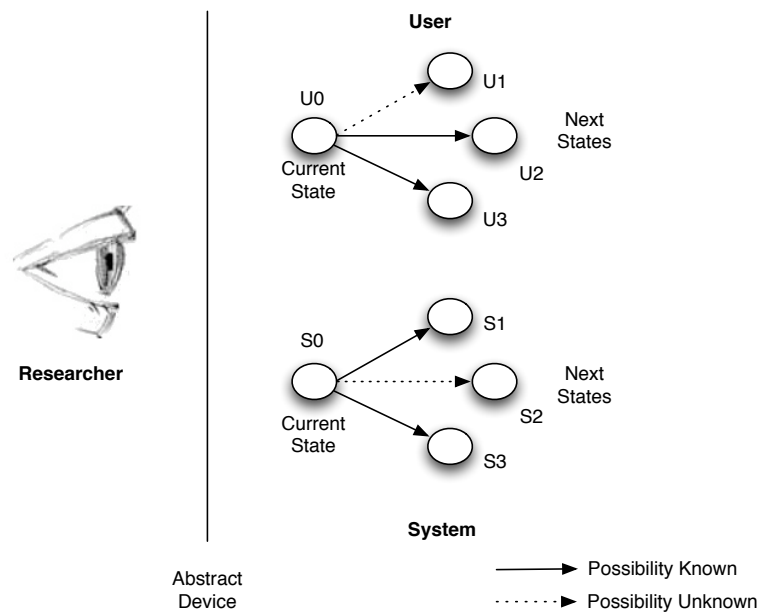 User
U1
U0
Next
States
U2
Current
State
U3
S1
S0
Researcher
Next
States
S2
Current
State
S3
System
Possibility Known
Abstract
Device
Possibility Unknown